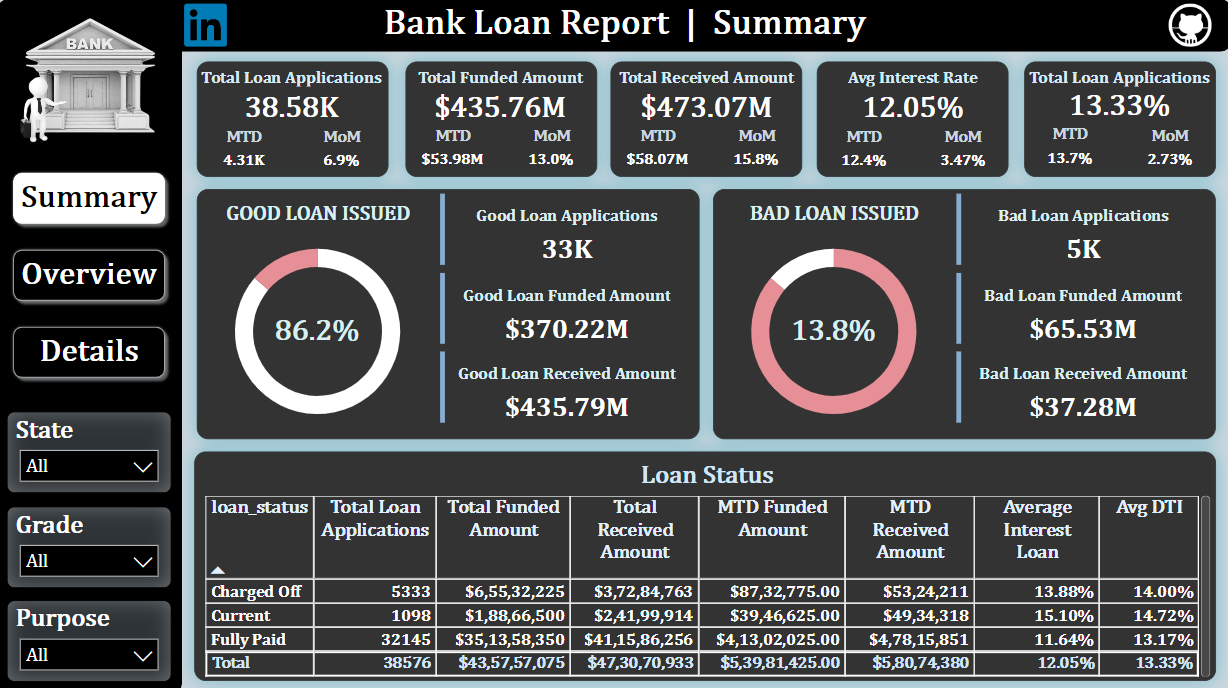 BANK
in
Bank Loan Report | Summary
Summary
Overview
Details
State
All
Grade
All
Purpose
All
Total Loan Applications
38.58K
MTD MoM
4.31K 6.9%
Total Funded Amount
$435.76M
MTD MoM
$53.98M 13.0%
Total Received Amount
$473.07M
MTD MoM
$58.07M 15.8%
Avg Interest Rate
12.05%
MTD MoM
12.4% 3.47%
Total Loan Applications
13.33%
MTD MoM
13.7% 2.73%
GOOD LOAN ISSUED
86.2%
Good Loan Applications
33K
Good Loan Funded Amount
$370.22M
Good Loan Received Amount
$435.79M
BAD LOAN ISSUED
13.8%
Bad Loan Applications
5K
Bad Loan Funded Amount
$65.53M
Bad Loan Received Amount
$37.28M
Loan Status
loan_status Total Loan Applications Total Funded Amount Total Received Amount MTD Funded Amount MTD Received Amount Average Interest Loan Avg DTI
Charged Off 5333 $6,55,32,225 $3,72,84,763 $87,32,775.00 $53,24,211 13.88% 14.00%
Current 1098 $1,88,66,500 $2,41,99,914 $39,46,625.00 $49,34,318 15.10% 14.72%
Fully Paid 32145 $35,13,58,350 $41,15,86,256 $4,13,02,025.00 $4,78,15,851 11.64% 13.17%
Total 38576 $43,57,57,075 $47,30,70,933 $5,39,81,425.00 $5,80,74,380 12.05% 13.33%